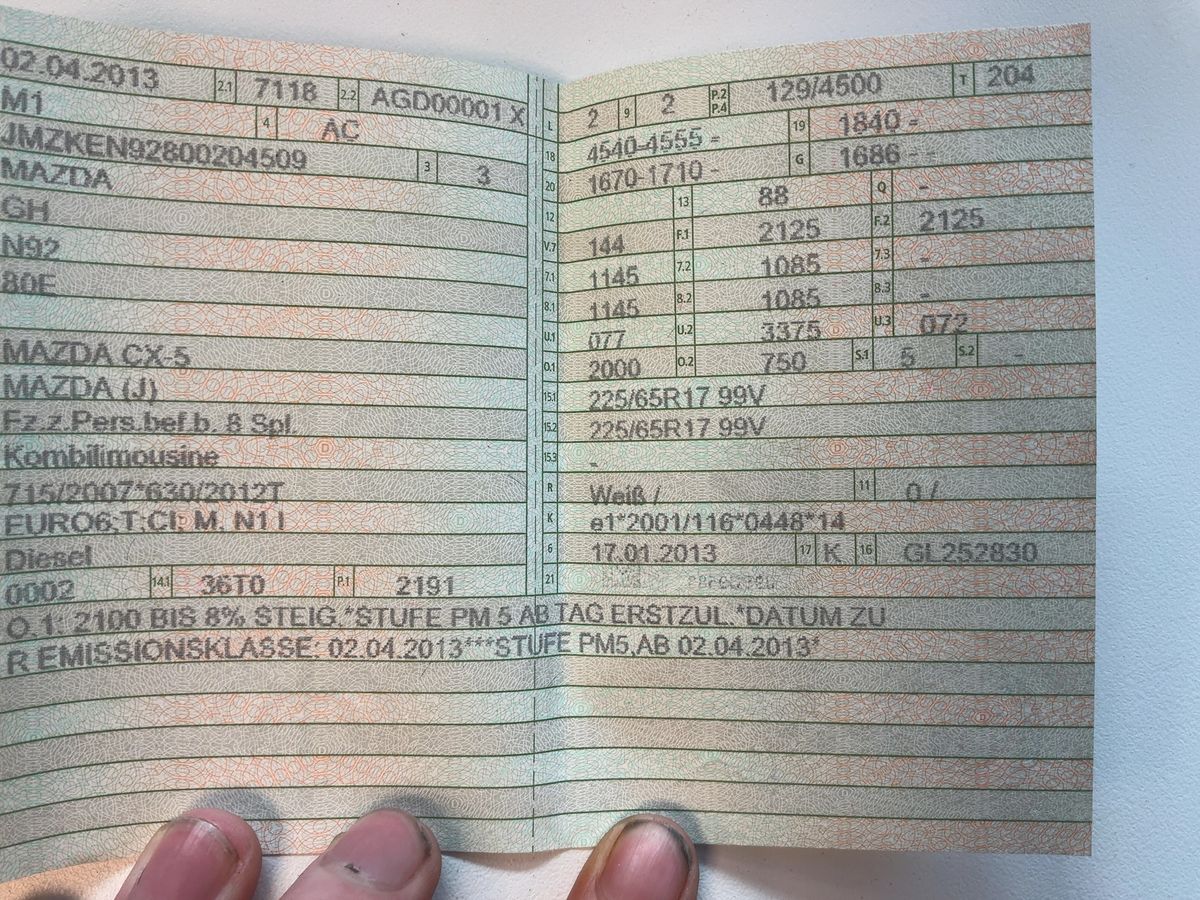 02.04.2013 2.1 7118 2.2 AGD00001 X
M1 4 AC
JMZKEN92800204509 3 3
MAZDA
GH
N92
80E
MAZDA CX-5
MAZDA (J)
Fz.z.Pers.bef.b. 8 Spl.
Kombilimousine
715/2007*630/2012T
EURO6;T;CI; M, N1 I
Diesel
0002 14.1 36T0 P.1 2191
L 2 9 2 P.2 P.4 129/4500 T 204
18 4540-4555 - 19 1840 -
20 1670-1710 - G 1686 - -
12 13 88 Q -
V.7 144 F.1 2125 F.2 2125
7.1 1145 7.2 1085 7.3 -
8.1 1145 8.2 1085 8.3 -
U.1 077 U.2 3375 U.3 072
O.1 2000 O.2 750 S.1 5 S.2 -
15.1 225/65R17 99V
15.2 225/65R17 99V
15.3 -
R Weiß / 11 0 /
K e1*2001/116*0448*14
6 17.01.2013 17 K 16 GL252830
21
O.1: 2100 BIS 8% STEIG.*STUFE PM 5 AB TAG ERSTZUL.*DATUM ZU
R EMISSIONSKLASSE: 02.04.2013***STUFE PM5,AB 02.04.2013*